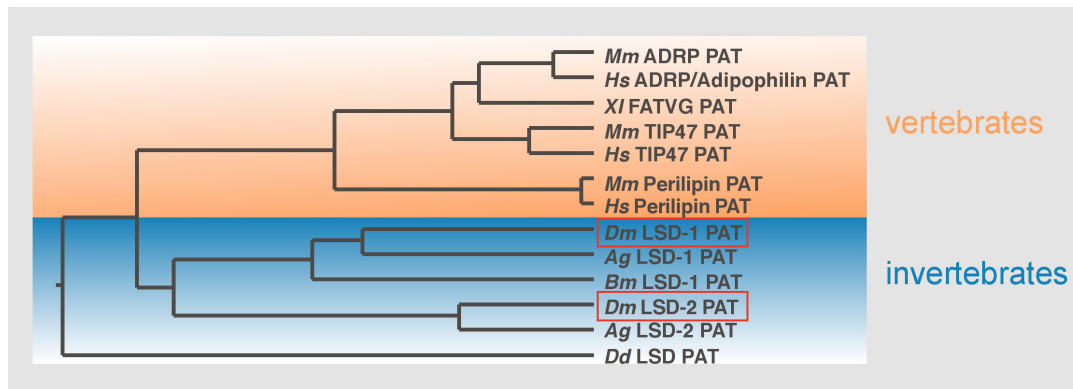 Mm ADRP PAT
Hs ADRP/Adipophilin PAT
Xl FATVG PAT
Mm TIP47 PAT
Hs TIP47 PAT
Mm Perilipin PAT
Hs Perilipin PAT
vertebrates
Dm LSD-1 PAT
Ag LSD-1 PAT
Bm LSD-1 PAT
Dm LSD-2 PAT
Ag LSD-2 PAT
Dd LSD PAT
invertebrates